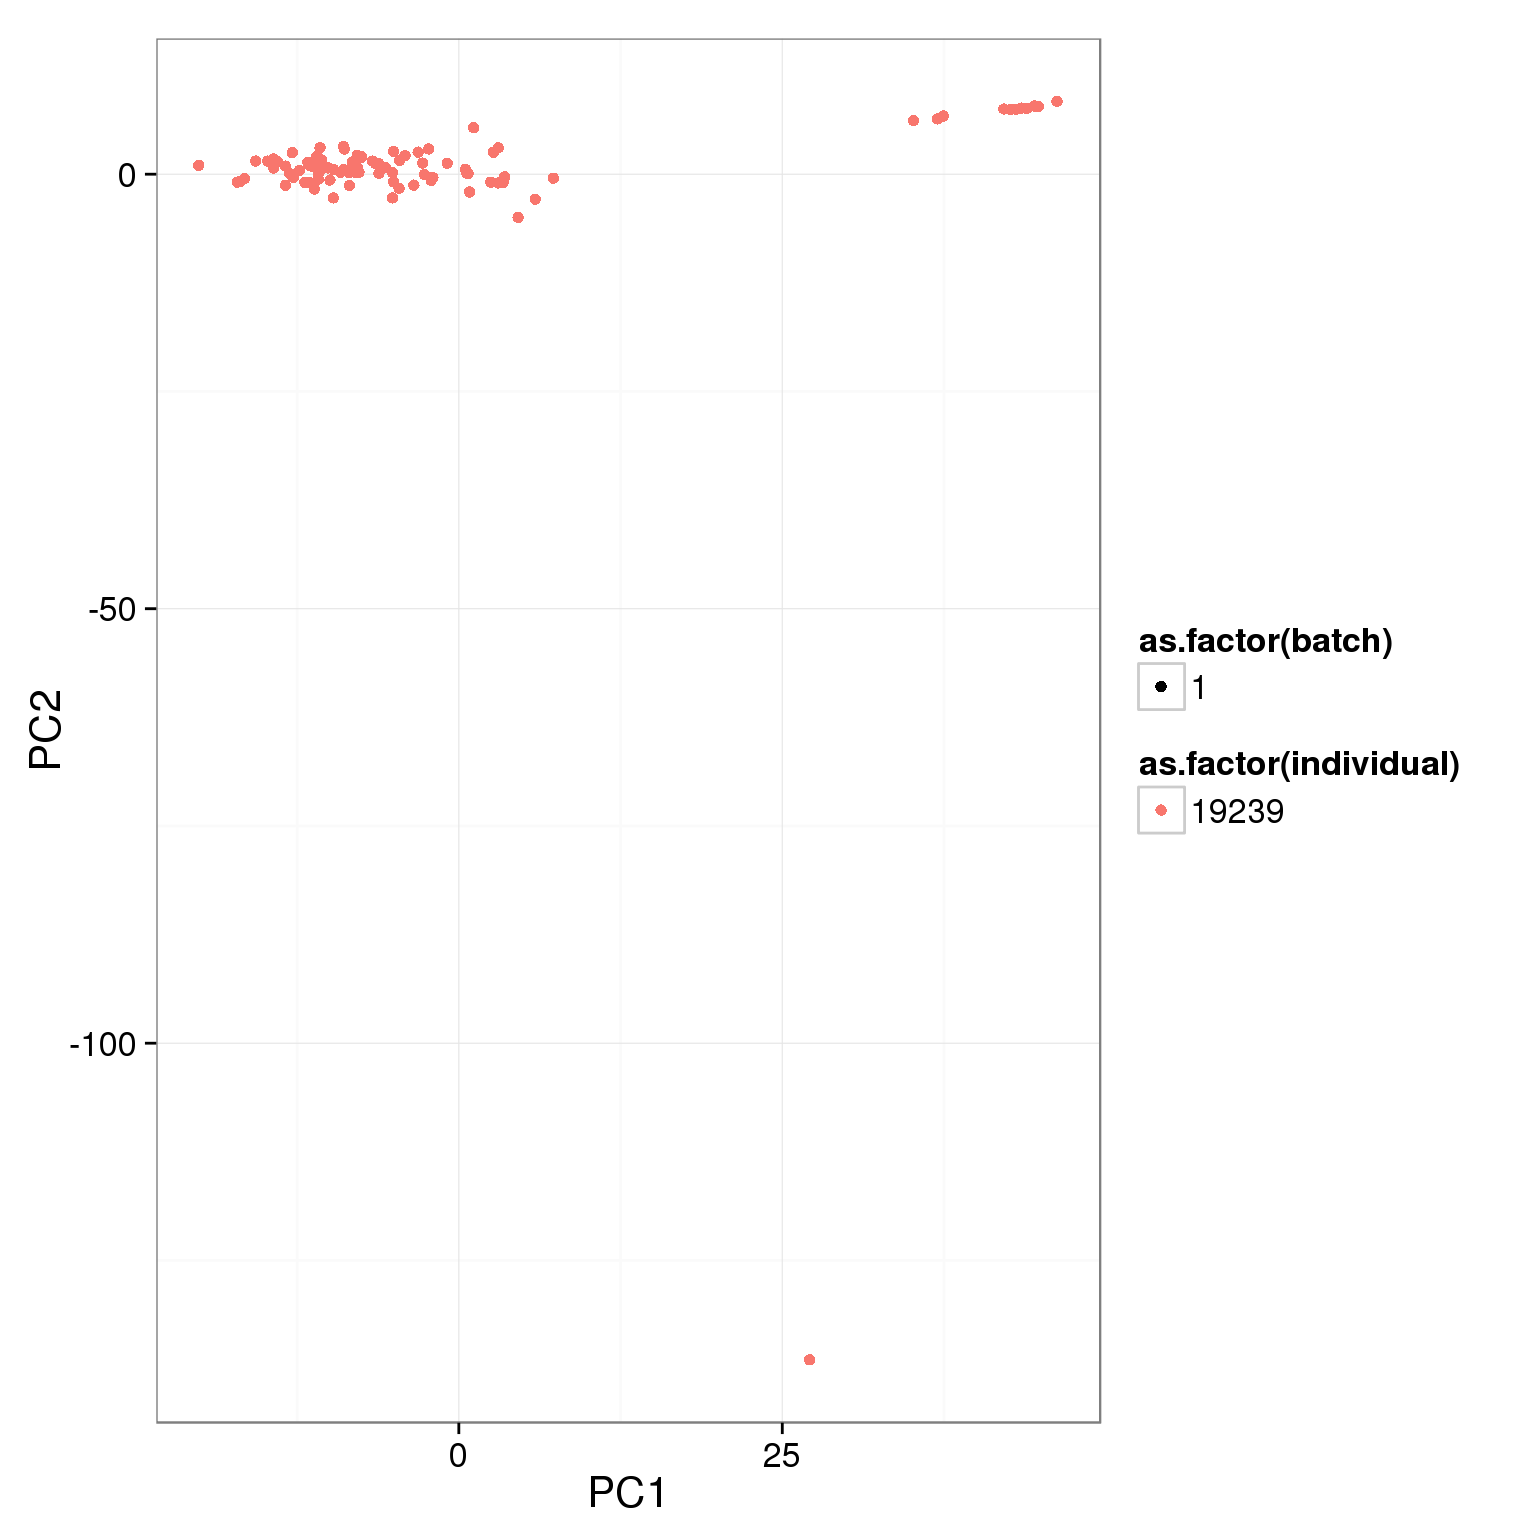 0
-50
-100
PC2
0
25
PC1
as.factor(batch)
1
as.factor(individual)
19239